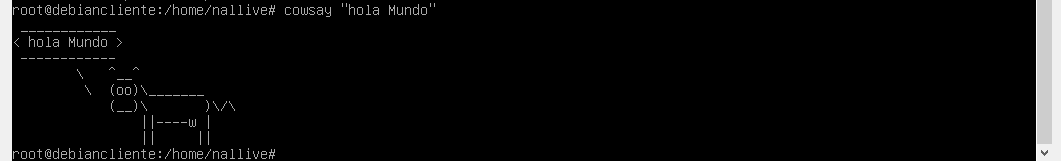 root@debiancliente:/home/nallive# cowsay "hola Mundo"
 ____________
< hola Mundo >
 ------------
        \   ^__^
         \  (oo)\_______
            (__)\       )\/\
                ||----w |
                ||     ||
root@debiancliente:/home/nallive#